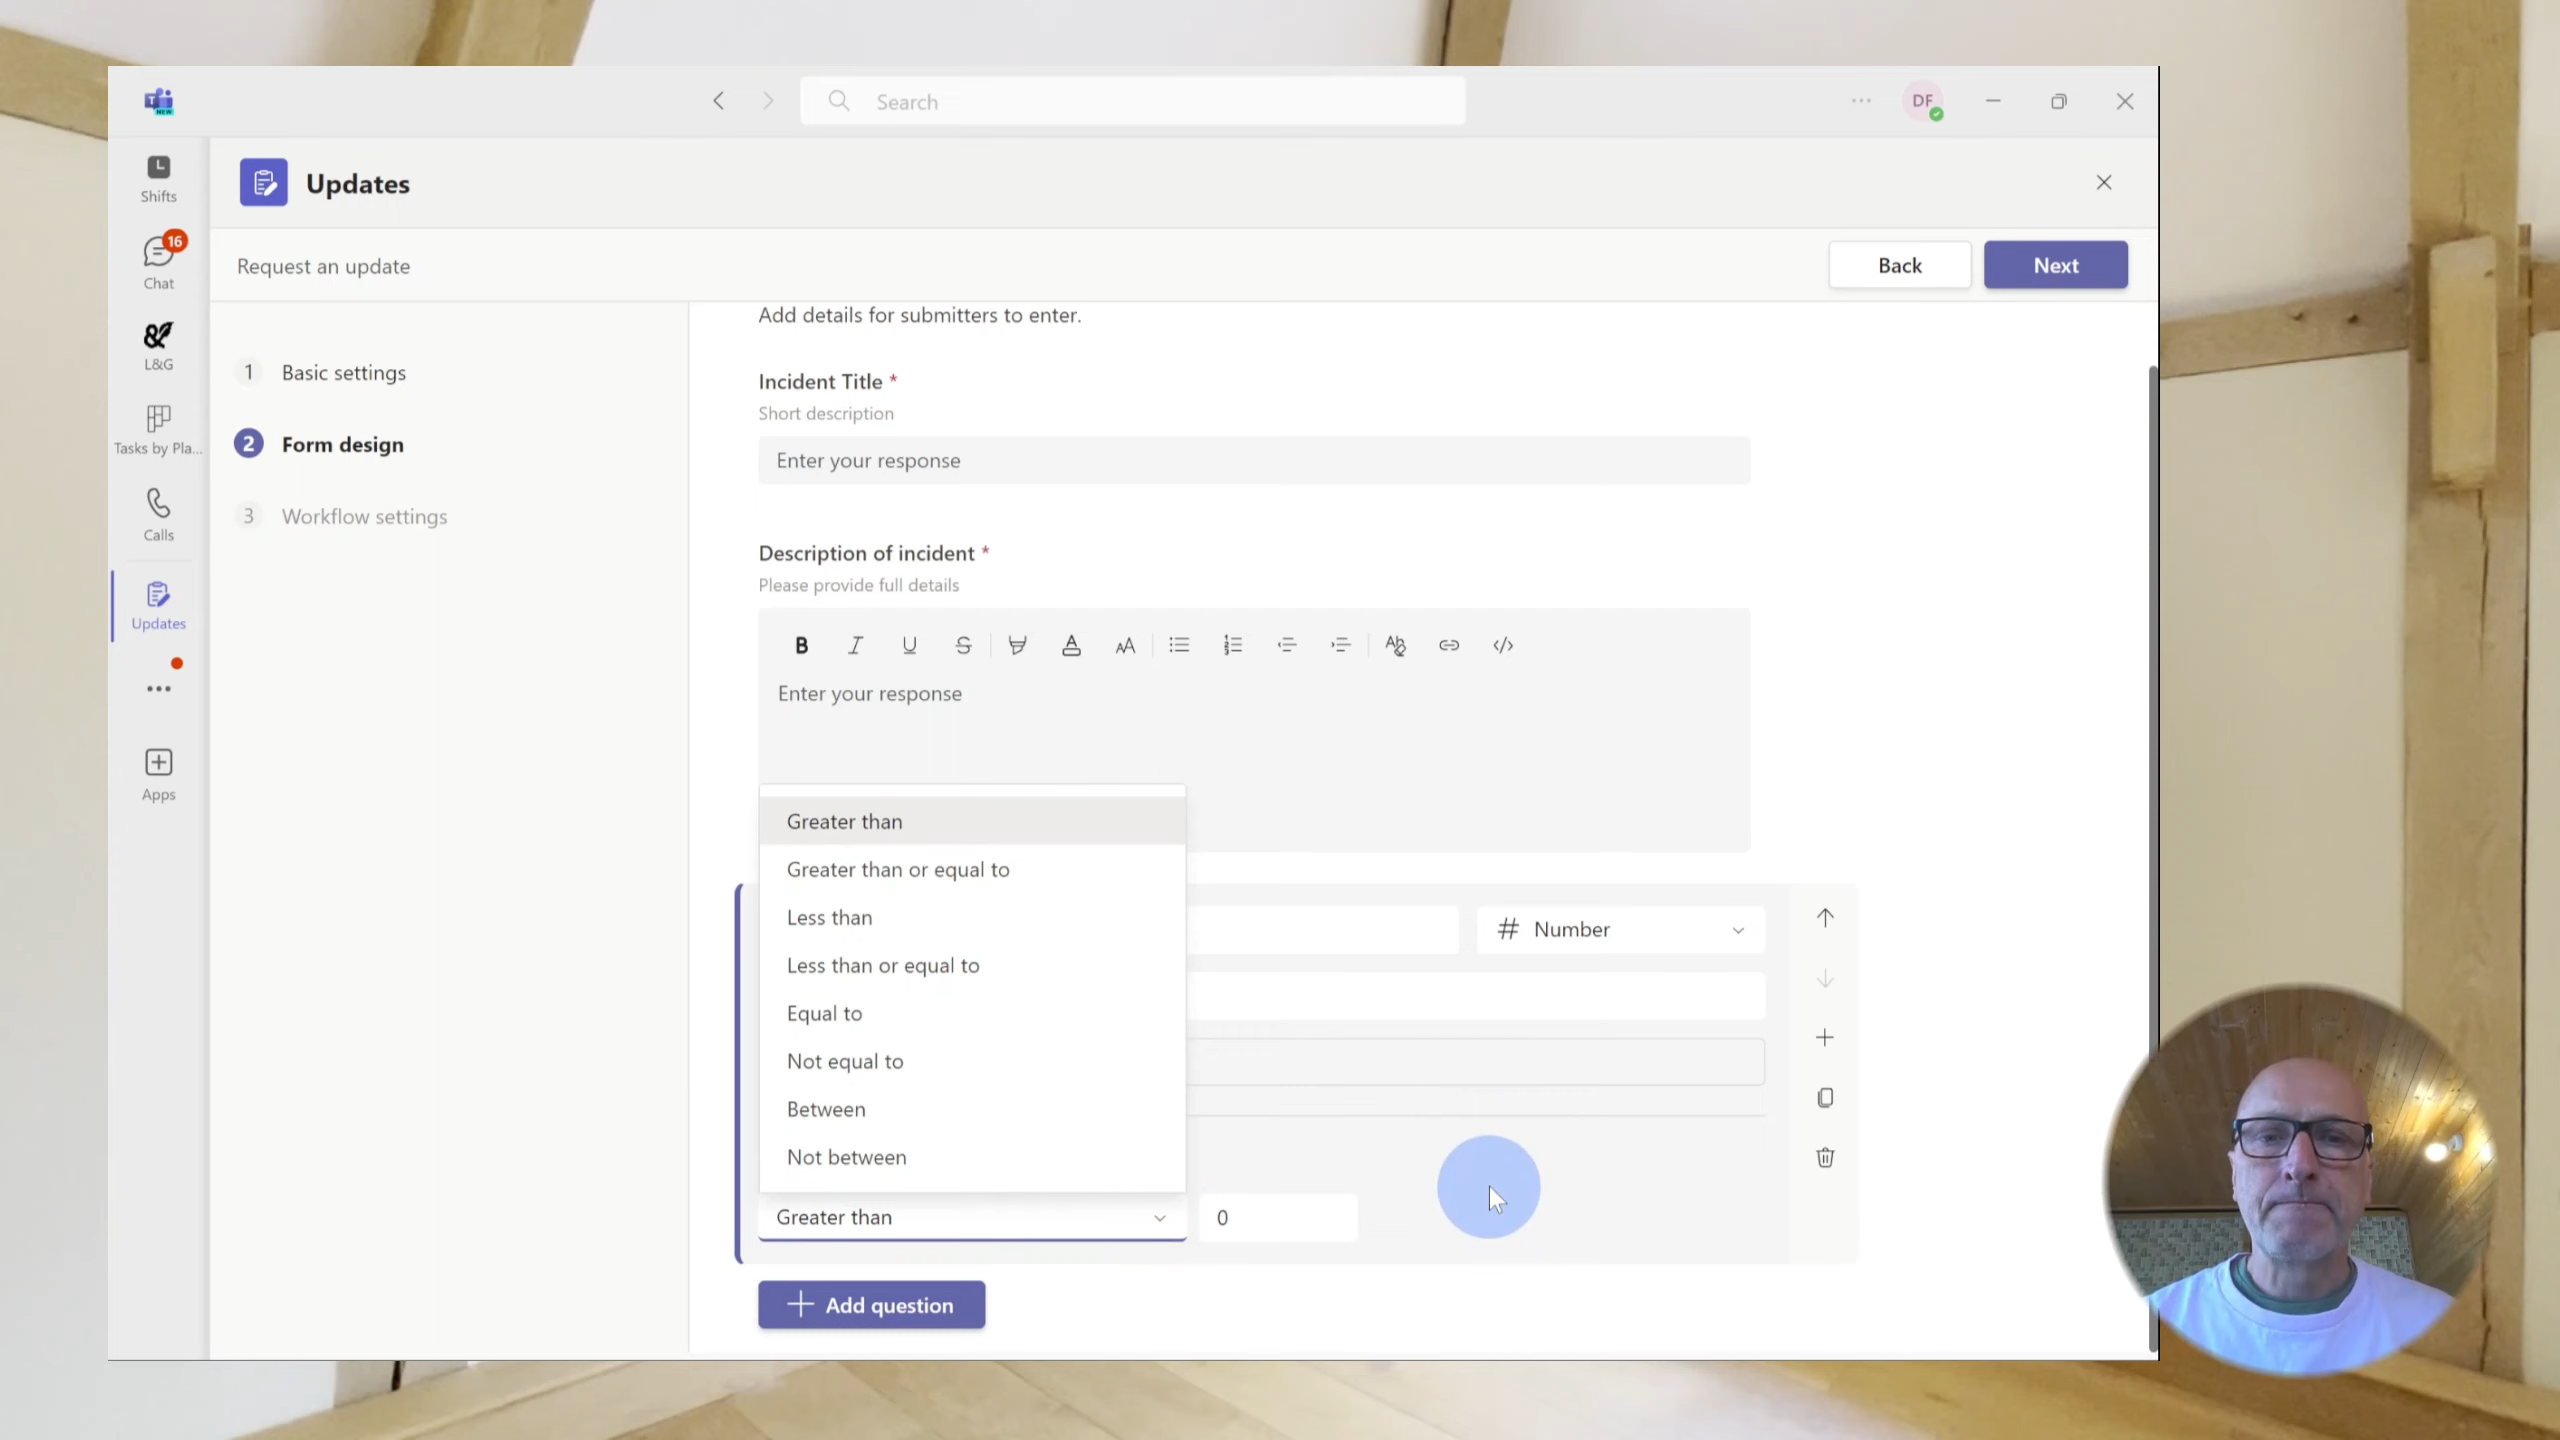 Search
DF
Shifts
16
Chat
L&G
Tasks by Pla...
Calls
Updates
Apps
Updates
Request an update
Back
Next
1 Basic settings
2 Form design
3 Workflow settings
Add details for submitters to enter.
Incident Title *
Short description
Enter your response
Description of incident *
Please provide full details
Enter your response
Greater than
Greater than or equal to
Less than
Less than or equal to
Equal to
Not equal to
Between
Not between
# Number
Greater than
0
+ Add question